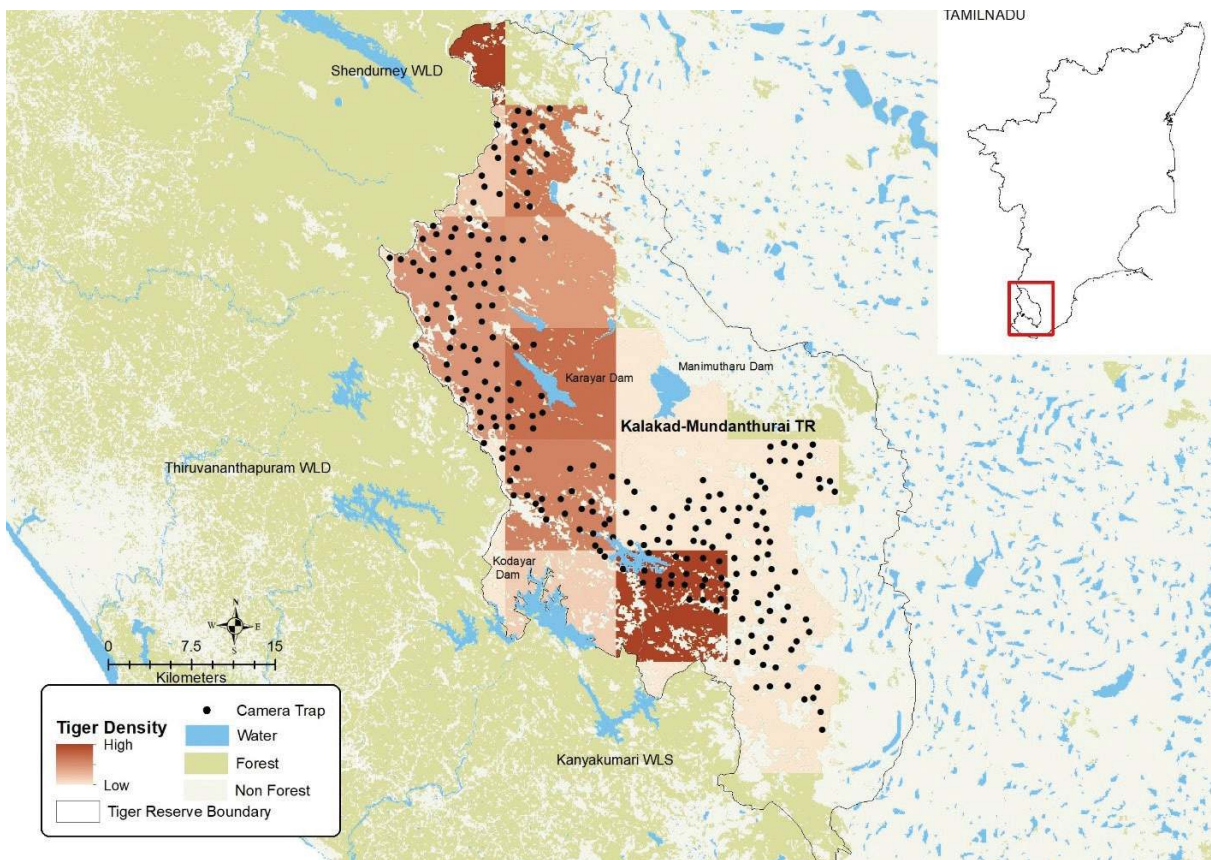 TAMILNADU
Shendurney WLD
Karayar Dam
Manimutharu Dam
Kalakad-Mundanthurai TR
Thiruvananthapuram WLD
Kodayar
Dam
N
W E
S
0 7.5 15
Kilometers
Kanyakumari WLS
Tiger Density
High
Low
Camera Trap
Water
Forest
Non Forest
Tiger Reserve Boundary